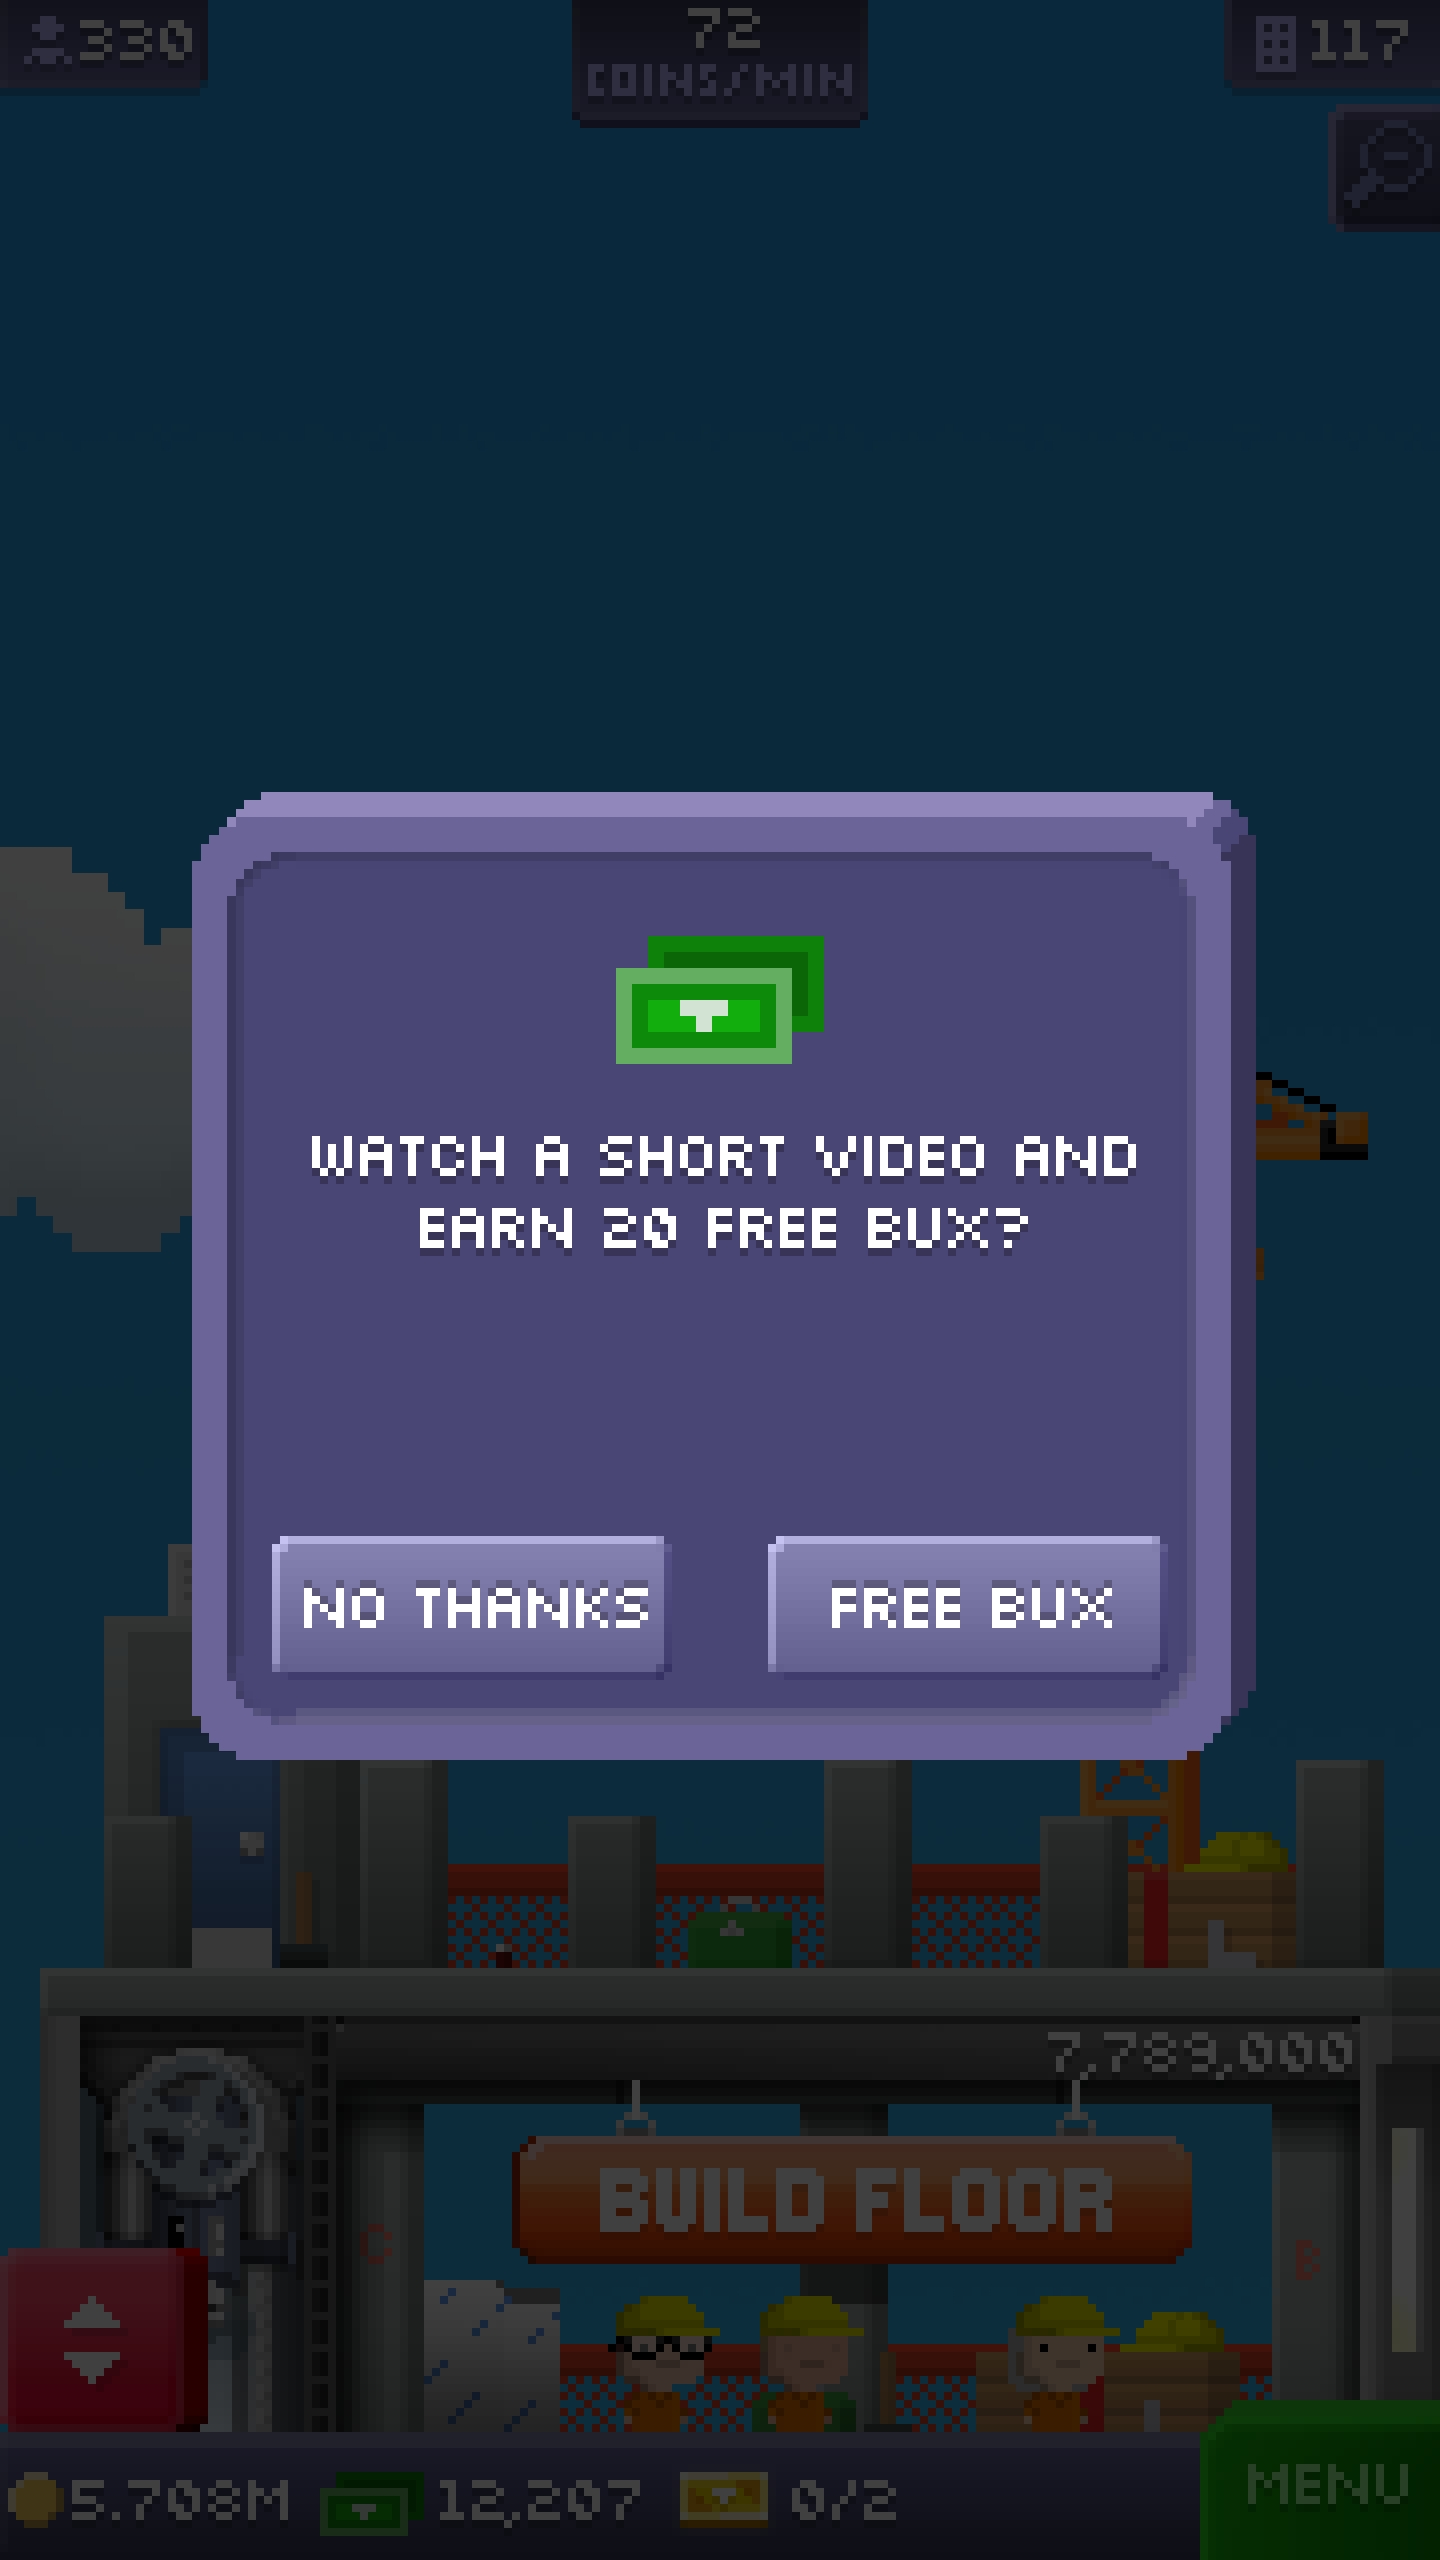 330
72
COINS/MIN
117
WATCH A SHORT VIDEO AND
EARN 20 FREE BUX?
NO THANKS
FREE BUX
7,789,000
BUILD FLOOR
C
B
5.708M
12,207
0/2
MENU